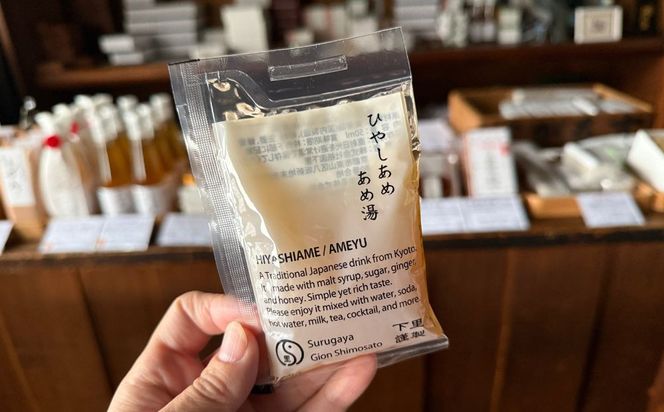 ひやしあめ
あめ湯
HIYASHIAME / AMEYU
A Traditional Japanese drink from Kyoto.
It's made with malt syrup, sugar, ginger,
and honey. Simple yet rich taste.
Please enjoy it mixed with water, soda,
hot water, milk, tea, cocktail, and more.
里
Surugaya
Gion Shimosato
下里
謹製